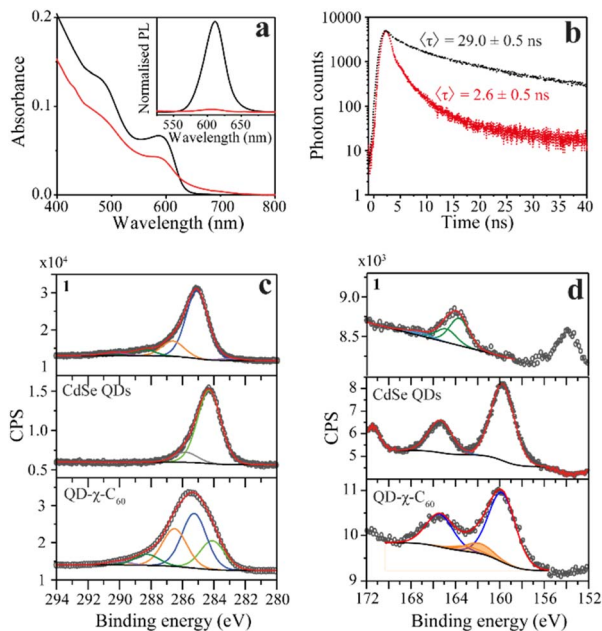 a
0.2
0.1
0.0
Absorbance
400 500 600 700 800
Wavelength (nm)
Normalised PL
550 600 650
Wavelength (nm)
b
10000
1000
100
10
1
Photon counts
⟨τ⟩ = 29.0 ± 0.5 ns
⟨τ⟩ = 2.6 ± 0.5 ns
0 5 10 15 20 25 30 35 40
Time (ns)
x10⁴
1
c
3
2
1
CdSe QDs
1.5
1.0
0.5
CPS
QD-χ-C₆₀
3
2
1
294 292 290 288 286 284 282 280
Binding energy (eV)
x10³
1
d
9.0
8.5
CdSe QDs
8
7
6
5
CPS
QD-χ-C₆₀
11
10
9
172 168 164 160 156 152
Binding energy (eV)